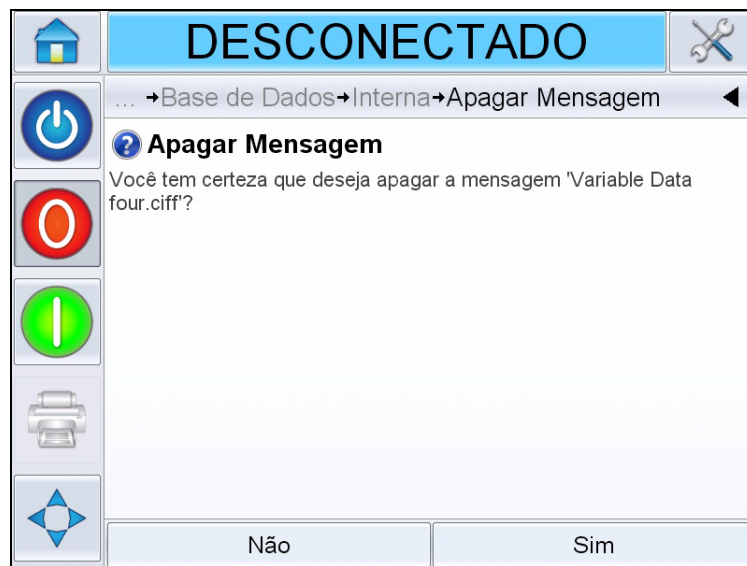 DESCONECTADO
... →Base de Dados→Interna→Apagar Mensagem
Apagar Mensagem
Você tem certeza que deseja apagar a mensagem 'Variable Data
four.ciff'?
Não
Sim